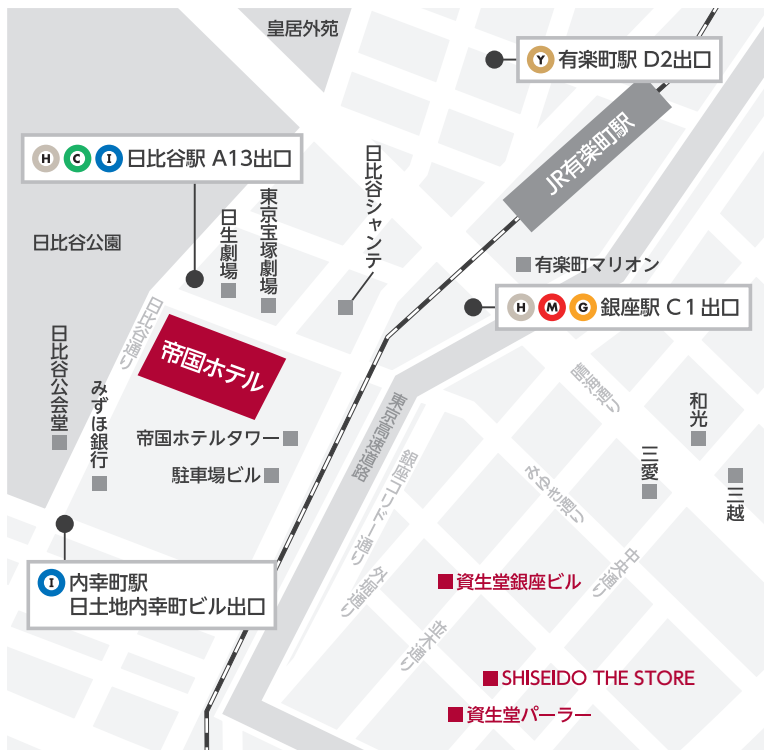 皇居外苑
Y 有楽町駅 D2出口
H C I 日比谷駅 A13出口
JR有楽町駅
日比谷シャンテ
東京宝塚劇場
日生劇場
日比谷公園
有楽町マリオン
H M G 銀座駅 C1出口
日比谷通り
帝国ホテル
日比谷公会堂
みずほ銀行
晴海通り
和光
東京高速道路
帝国ホテルタワー
三愛
駐車場ビル
三越
銀座コリドー通り
みゆき通り
I 内幸町駅
日土地内幸町ビル出口
外堀通り
資生堂銀座ビル
中央通り
並木通り
SHISEIDO THE STORE
資生堂パーラー